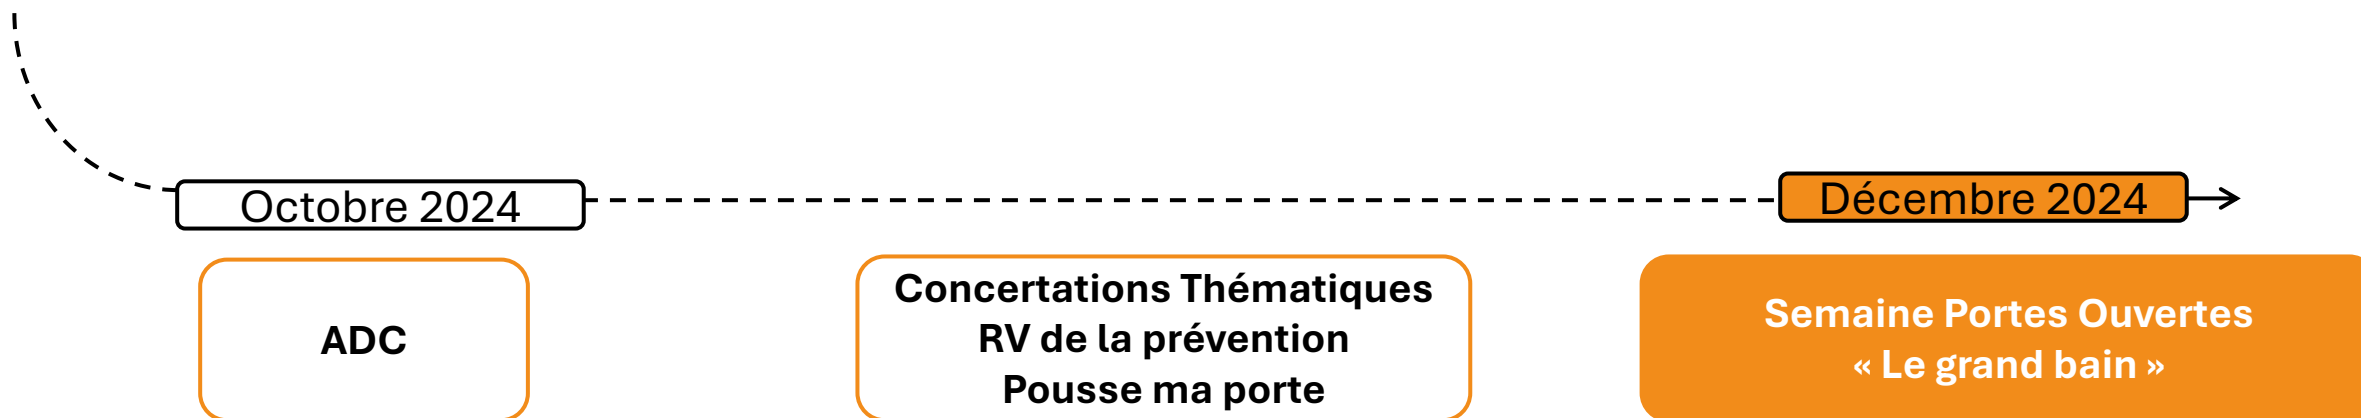 Octobre 2024
Décembre 2024
ADC
Concertations Thématiques
RV de la prévention
Pousse ma porte
Semaine Portes Ouvertes
« Le grand bain »